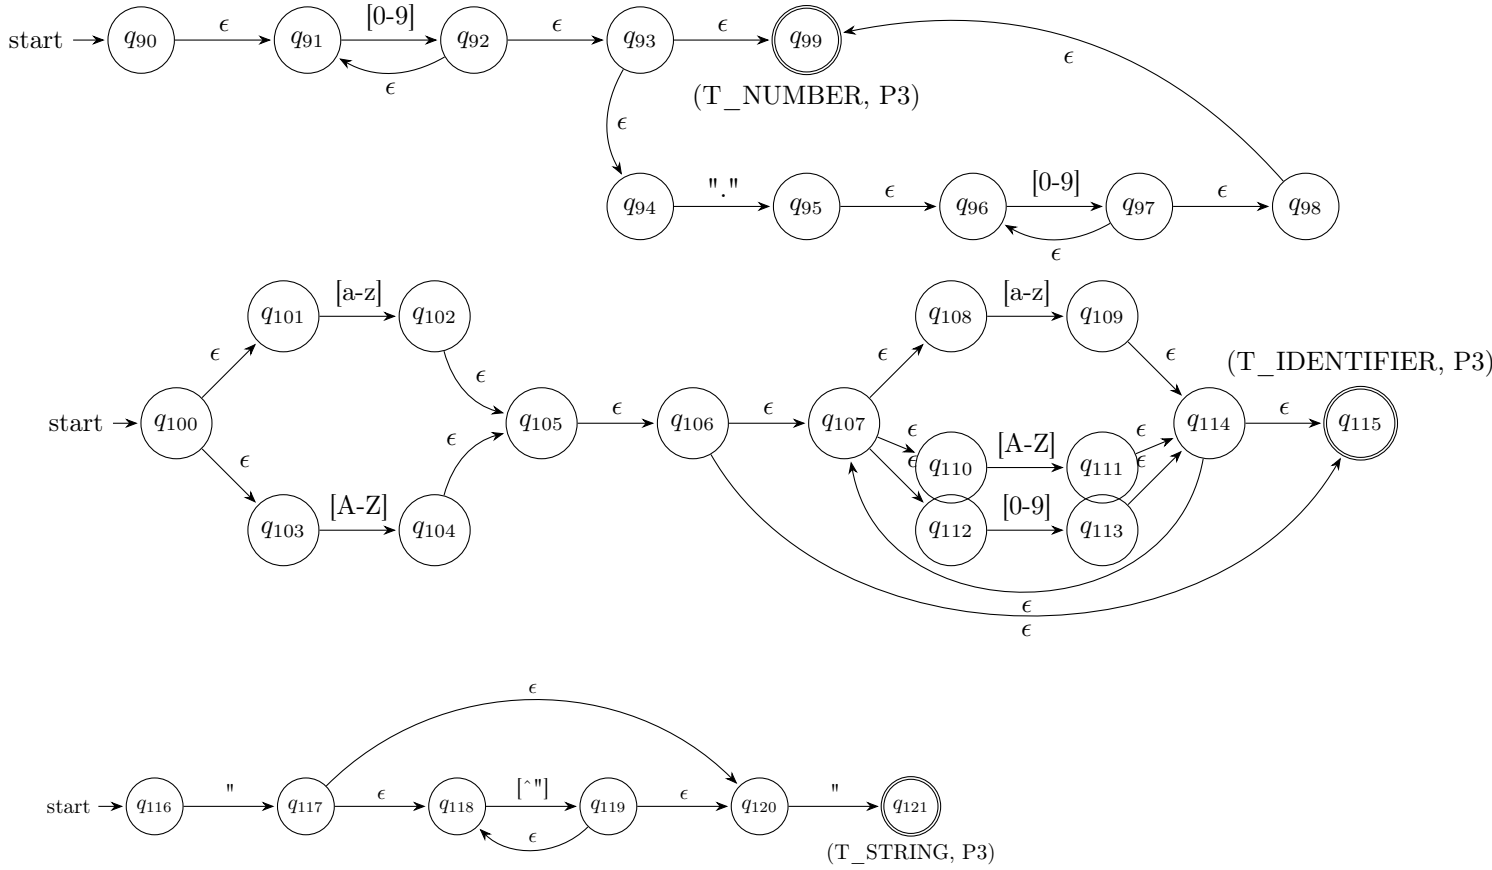 start q90 ϵ q91 [0-9] q92 ϵ q93 ϵ q99
ϵ
ϵ
(T_NUMBER, P3)
ϵ
q94 "." q95 ϵ q96 [0-9] q97 ϵ q98
ϵ
q101 [a-z] q102
q108 [a-z] q109
ϵ ϵ ϵ ϵ
(T_IDENTIFIER, P3)
start q100 q105 ϵ q106 ϵ q107 q114 ϵ q115
ϵ ϵ ϵ ϵ
q110 [A-Z] q111
ϵ ϵ
q103 [A-Z] q104
q112 [0-9] q113
ϵ
ϵ
ϵ
start q116 " q117 ϵ q118 [^"] q119 ϵ q120 " q121
ϵ
(T_STRING, P3)